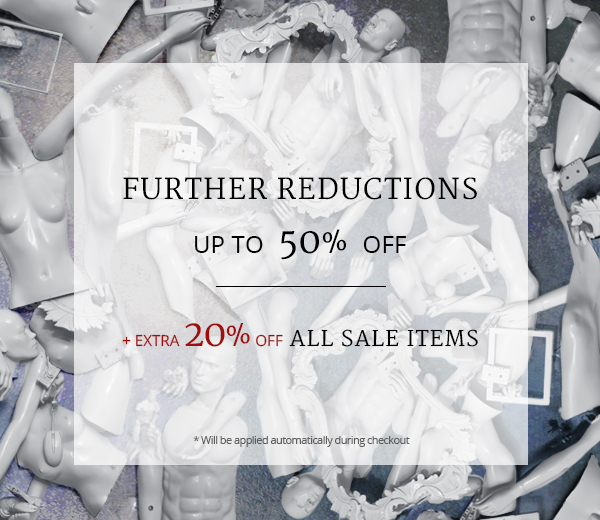 FURTHER REDUCTIONS
UP TO 50% OFF
+ EXTRA 20% OFF ALL SALE ITEMS
* Will be applied automatically during checkout